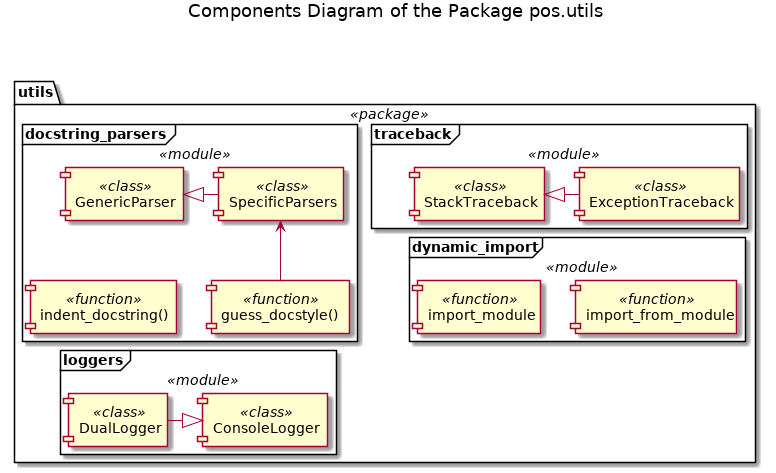 Components Diagram of the Package pos.utils
utils
«package»
docstring_parsers
«module»
«class»
GenericParser
«class»
SpecificParsers
«function»
indent_docstring()
«function»
guess_docstyle()
traceback
«module»
«class»
StackTraceback
«class»
ExceptionTraceback
dynamic_import
«module»
«function»
import_module
«function»
import_from_module
loggers
«module»
«class»
DualLogger
«class»
ConsoleLogger